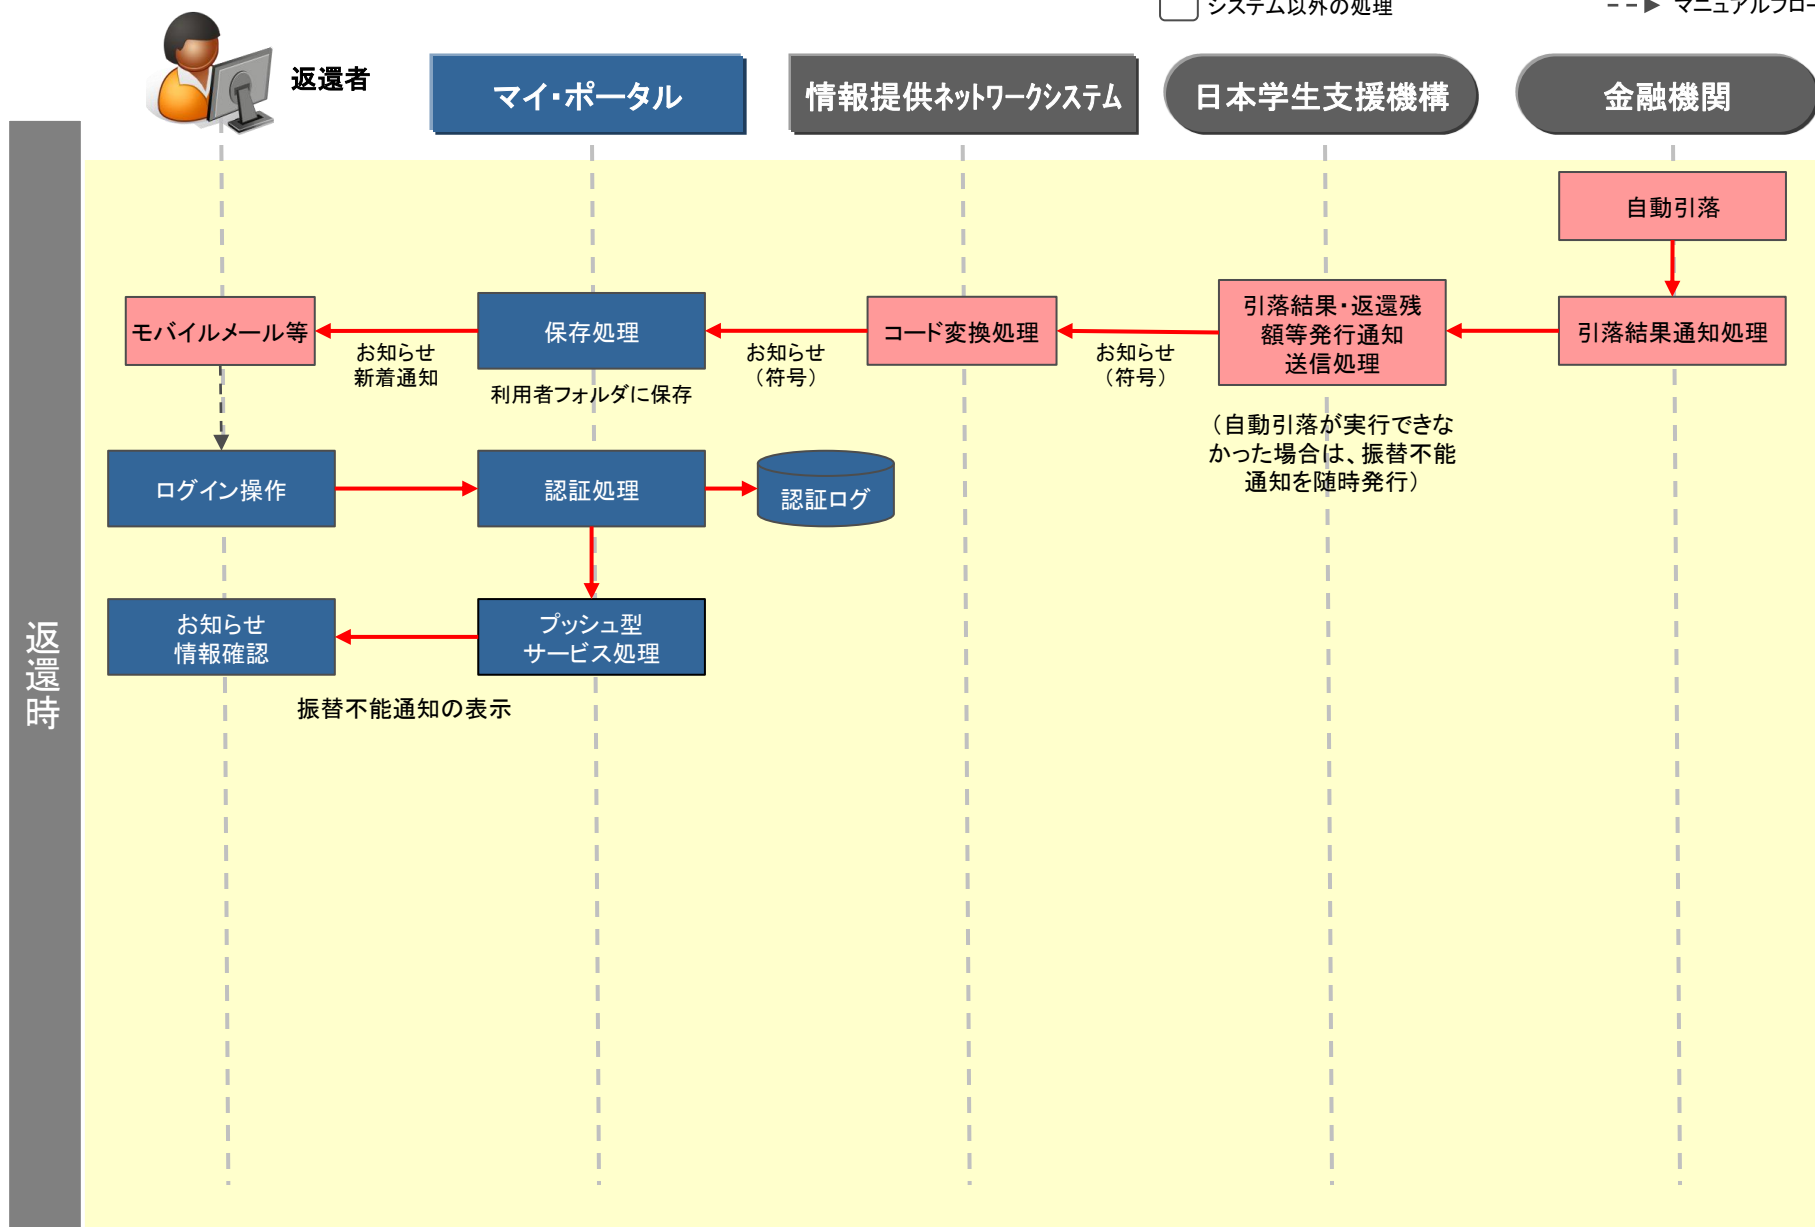 システム以外の処理
マニュアルフロー
返還者
マイ・ポータル
情報提供ネットワークシステム
日本学生支援機構
金融機関
返還時
自動引落
モバイルメール等
お知らせ
新着通知
保存処理
利用者フォルダに保存
お知らせ
（符号）
コード変換処理
お知らせ
（符号）
引落結果・返還残
額等発行通知
送信処理
引落結果通知処理
（自動引落が実行できな
かった場合は、振替不能
通知を随時発行）
ログイン操作
認証処理
認証ログ
お知らせ
情報確認
プッシュ型
サービス処理
振替不能通知の表示